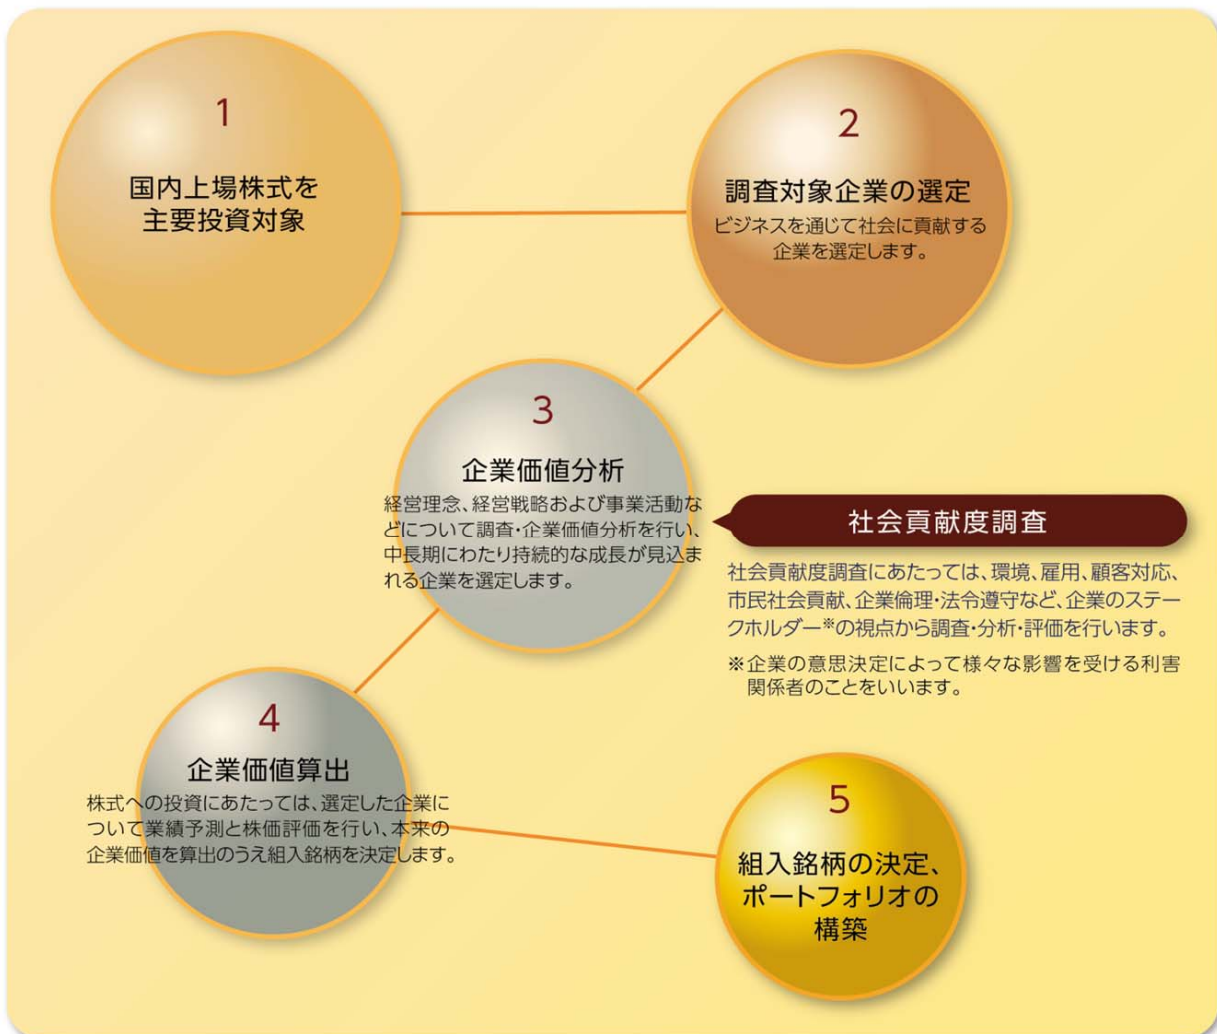 1
国内上場株式を
主要投資対象
2
調査対象企業の選定
ビジネスを通じて社会に貢献する
企業を選定します。
3
企業価値分析
経営理念、経営戦略および事業活動な
どについて調査・企業価値分析を行い、
中長期にわたり持続的な成長が見込ま
れる企業を選定します。
社会貢献度調査
社会貢献度調査にあたっては、環境、雇用、顧客対応、
市民社会貢献、企業倫理・法令遵守など、企業のステー
クホルダー※の視点から調査・分析・評価を行います。
※企業の意思決定によって様々な影響を受ける利害
関係者のことをいいます。
4
企業価値算出
株式への投資にあたっては、選定した企業に
ついて業績予測と株価評価を行い、本来の
企業価値を算出のうえ組入銘柄を決定します。
5
組入銘柄の決定、
ポートフォリオの
構築